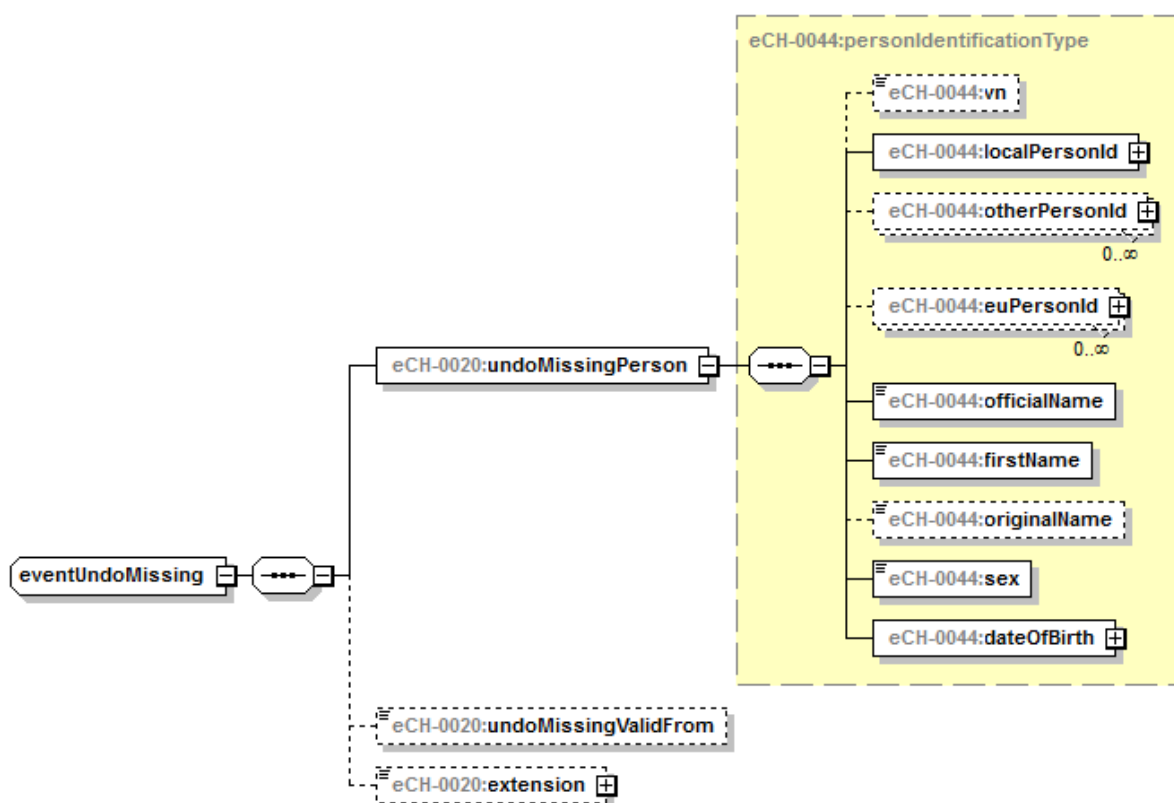 eCH-0044:personIdentificationType
eCH-0044:vn
eCH-0044:localPersonId
eCH-0044:otherPersonId
0..∞
eCH-0044:euPersonId
0..∞
eCH-0020:undoMissingPerson
eCH-0044:officialName
eCH-0044:firstName
eCH-0044:originalName
eventUndoMissing
eCH-0044:sex
eCH-0044:dateOfBirth
eCH-0020:undoMissingValidFrom
eCH-0020:extension